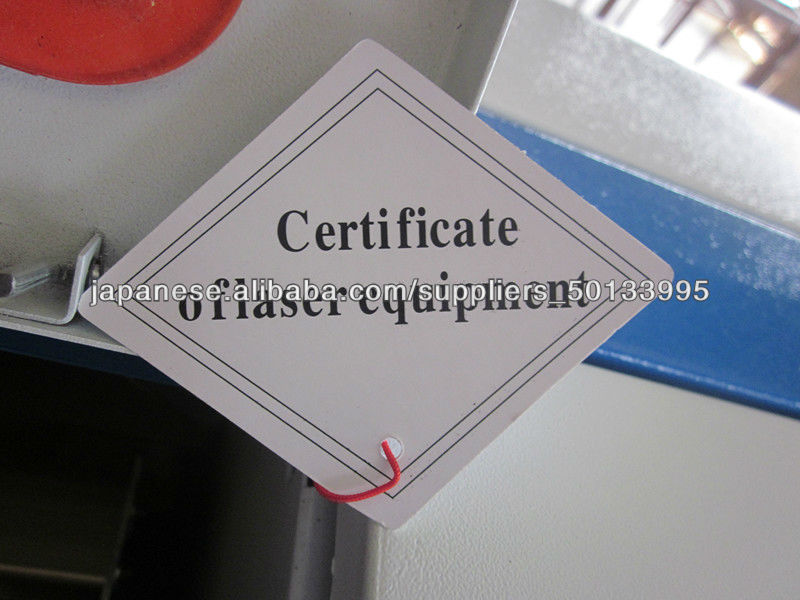 Certificate
of laser equipment
japanese.alibaba.com/suppliers_50133995